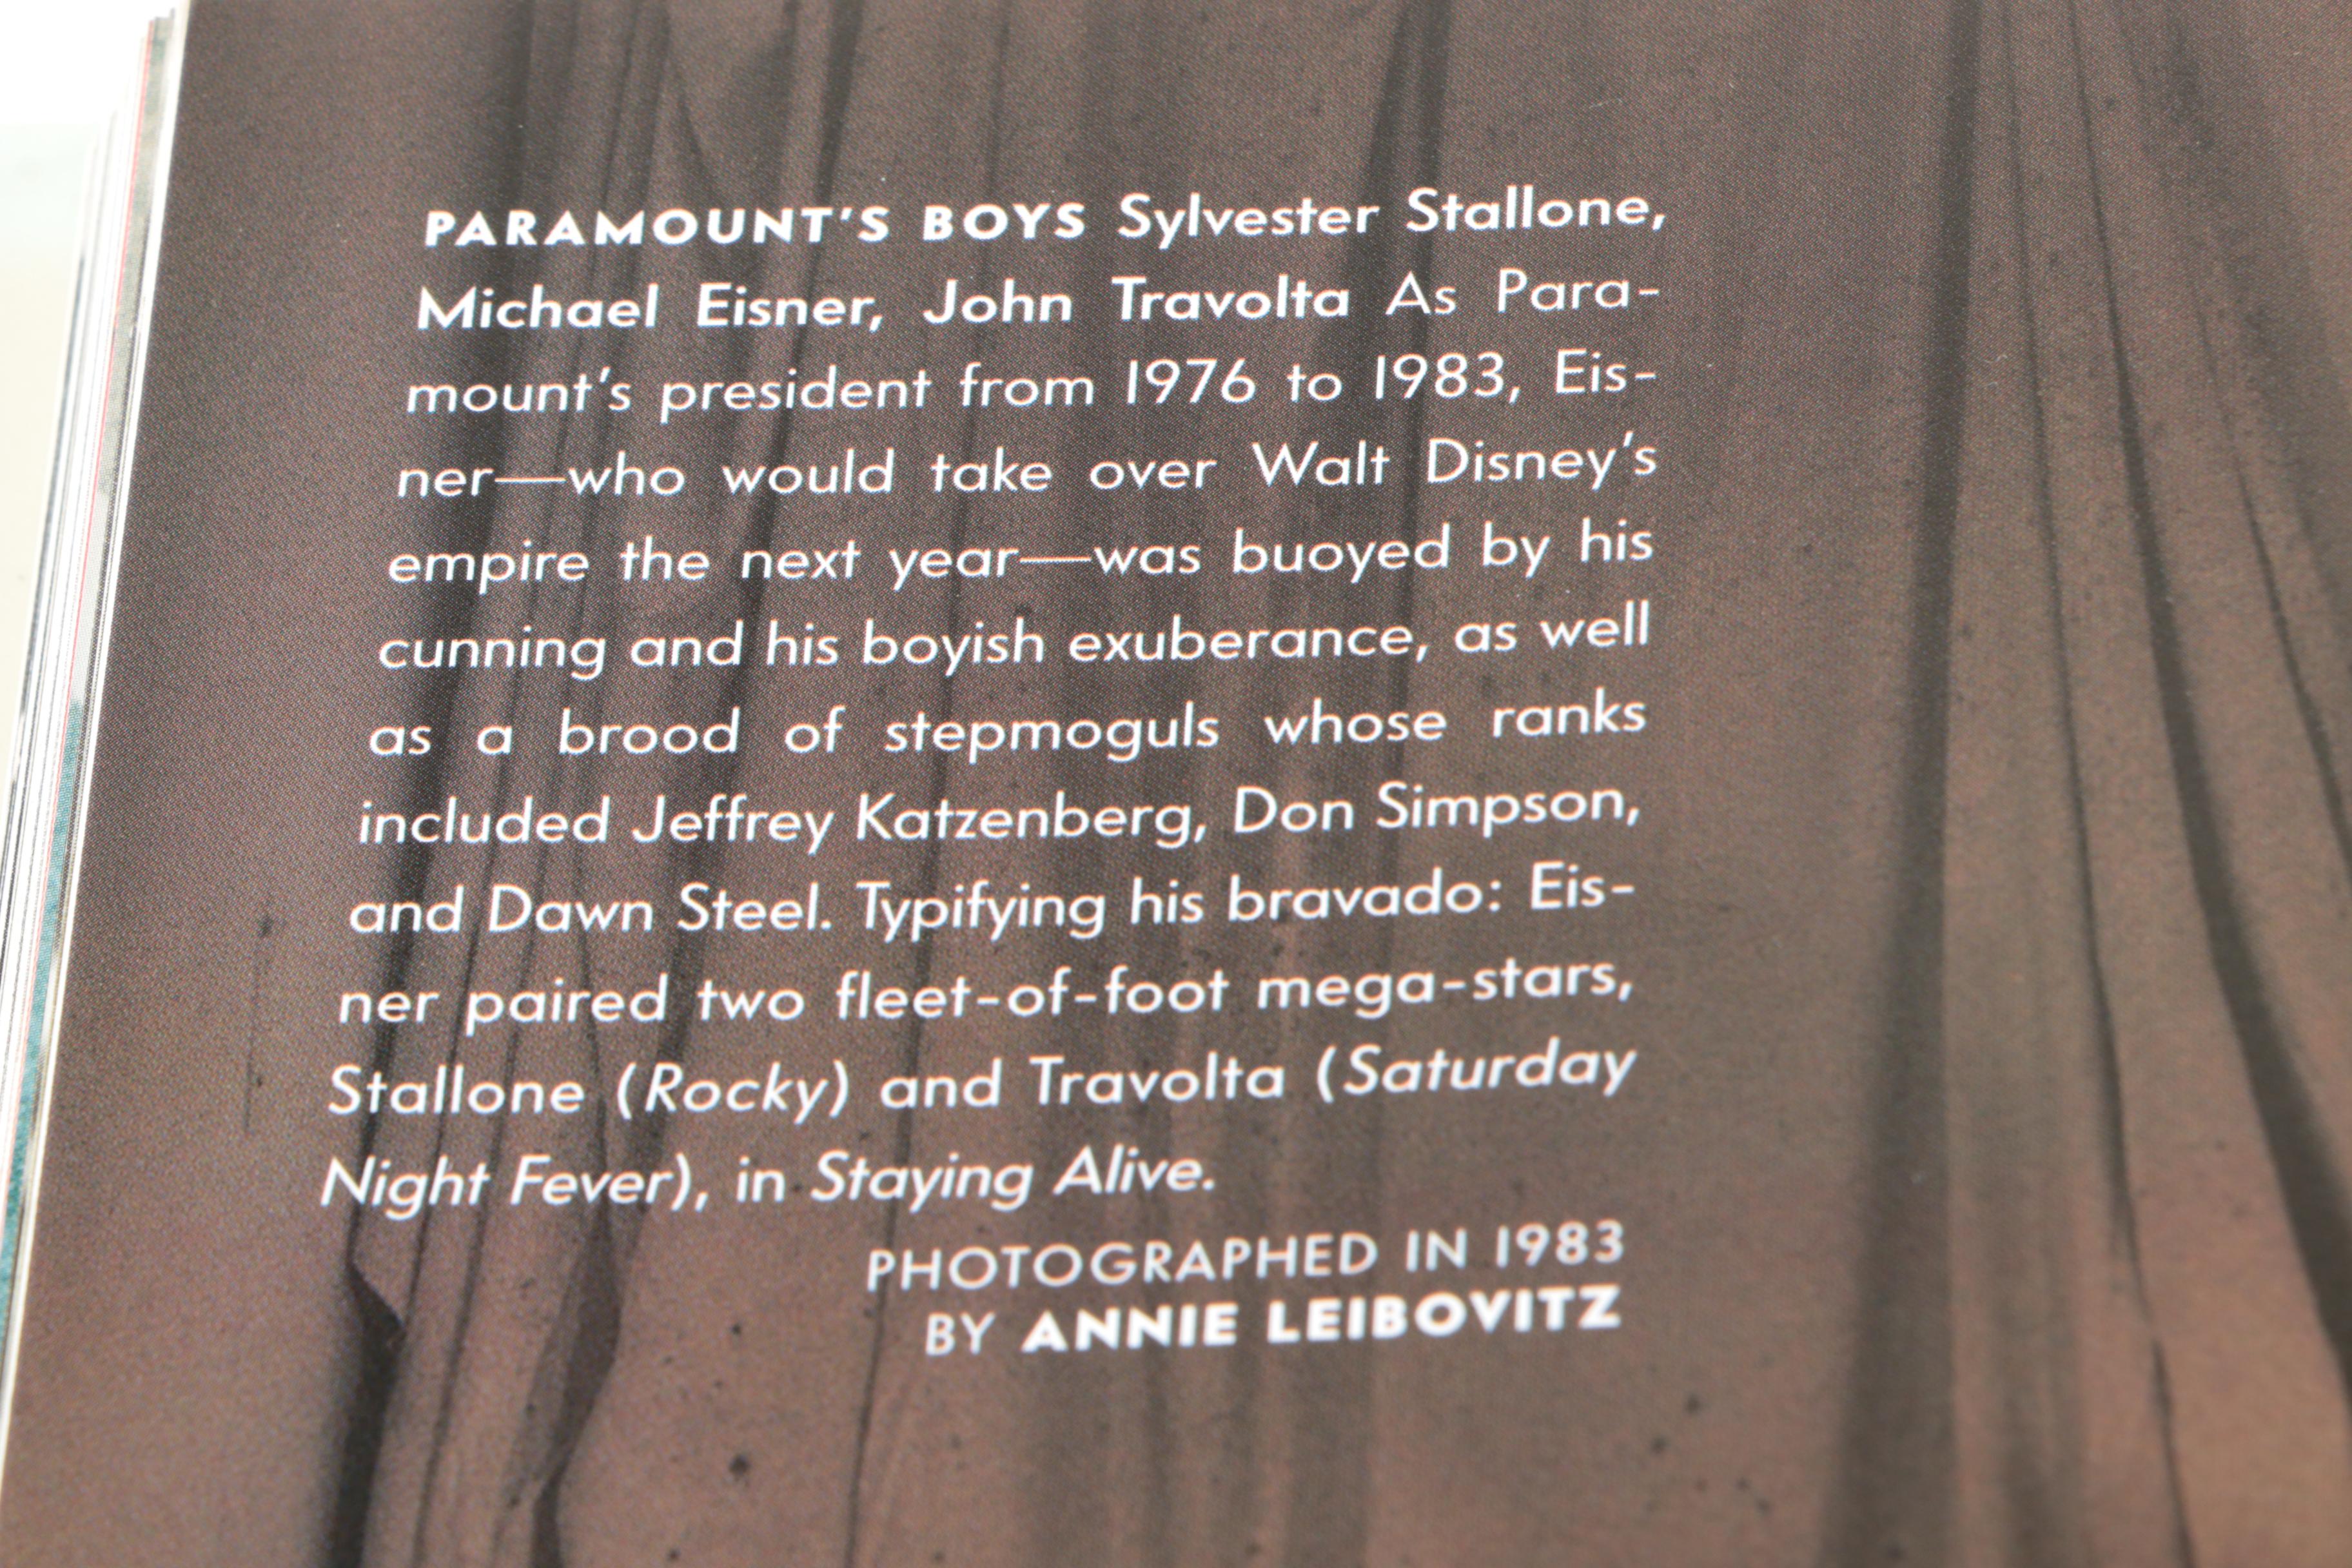 PARAMOUNT'S BOYS Sylvester Stallone,
Michael Eisner, John Travolta As Para-
mount's president from 1976 to 1983, Eis-
ner—who would take over Walt Disney's
empire the next year—was buoyed by his
cunning and his boyish exuberance, as well
as a brood of stepmoguls whose ranks
included Jeffrey Katzenberg, Don Simpson,
and Dawn Steel. Typifying his bravado: Eis-
ner paired two fleet-of-foot mega-stars,
Stallone (Rocky) and Travolta (Saturday
Night Fever), in Staying Alive.
PHOTOGRAPHED IN 1983
BY ANNIE LEIBOVITZ